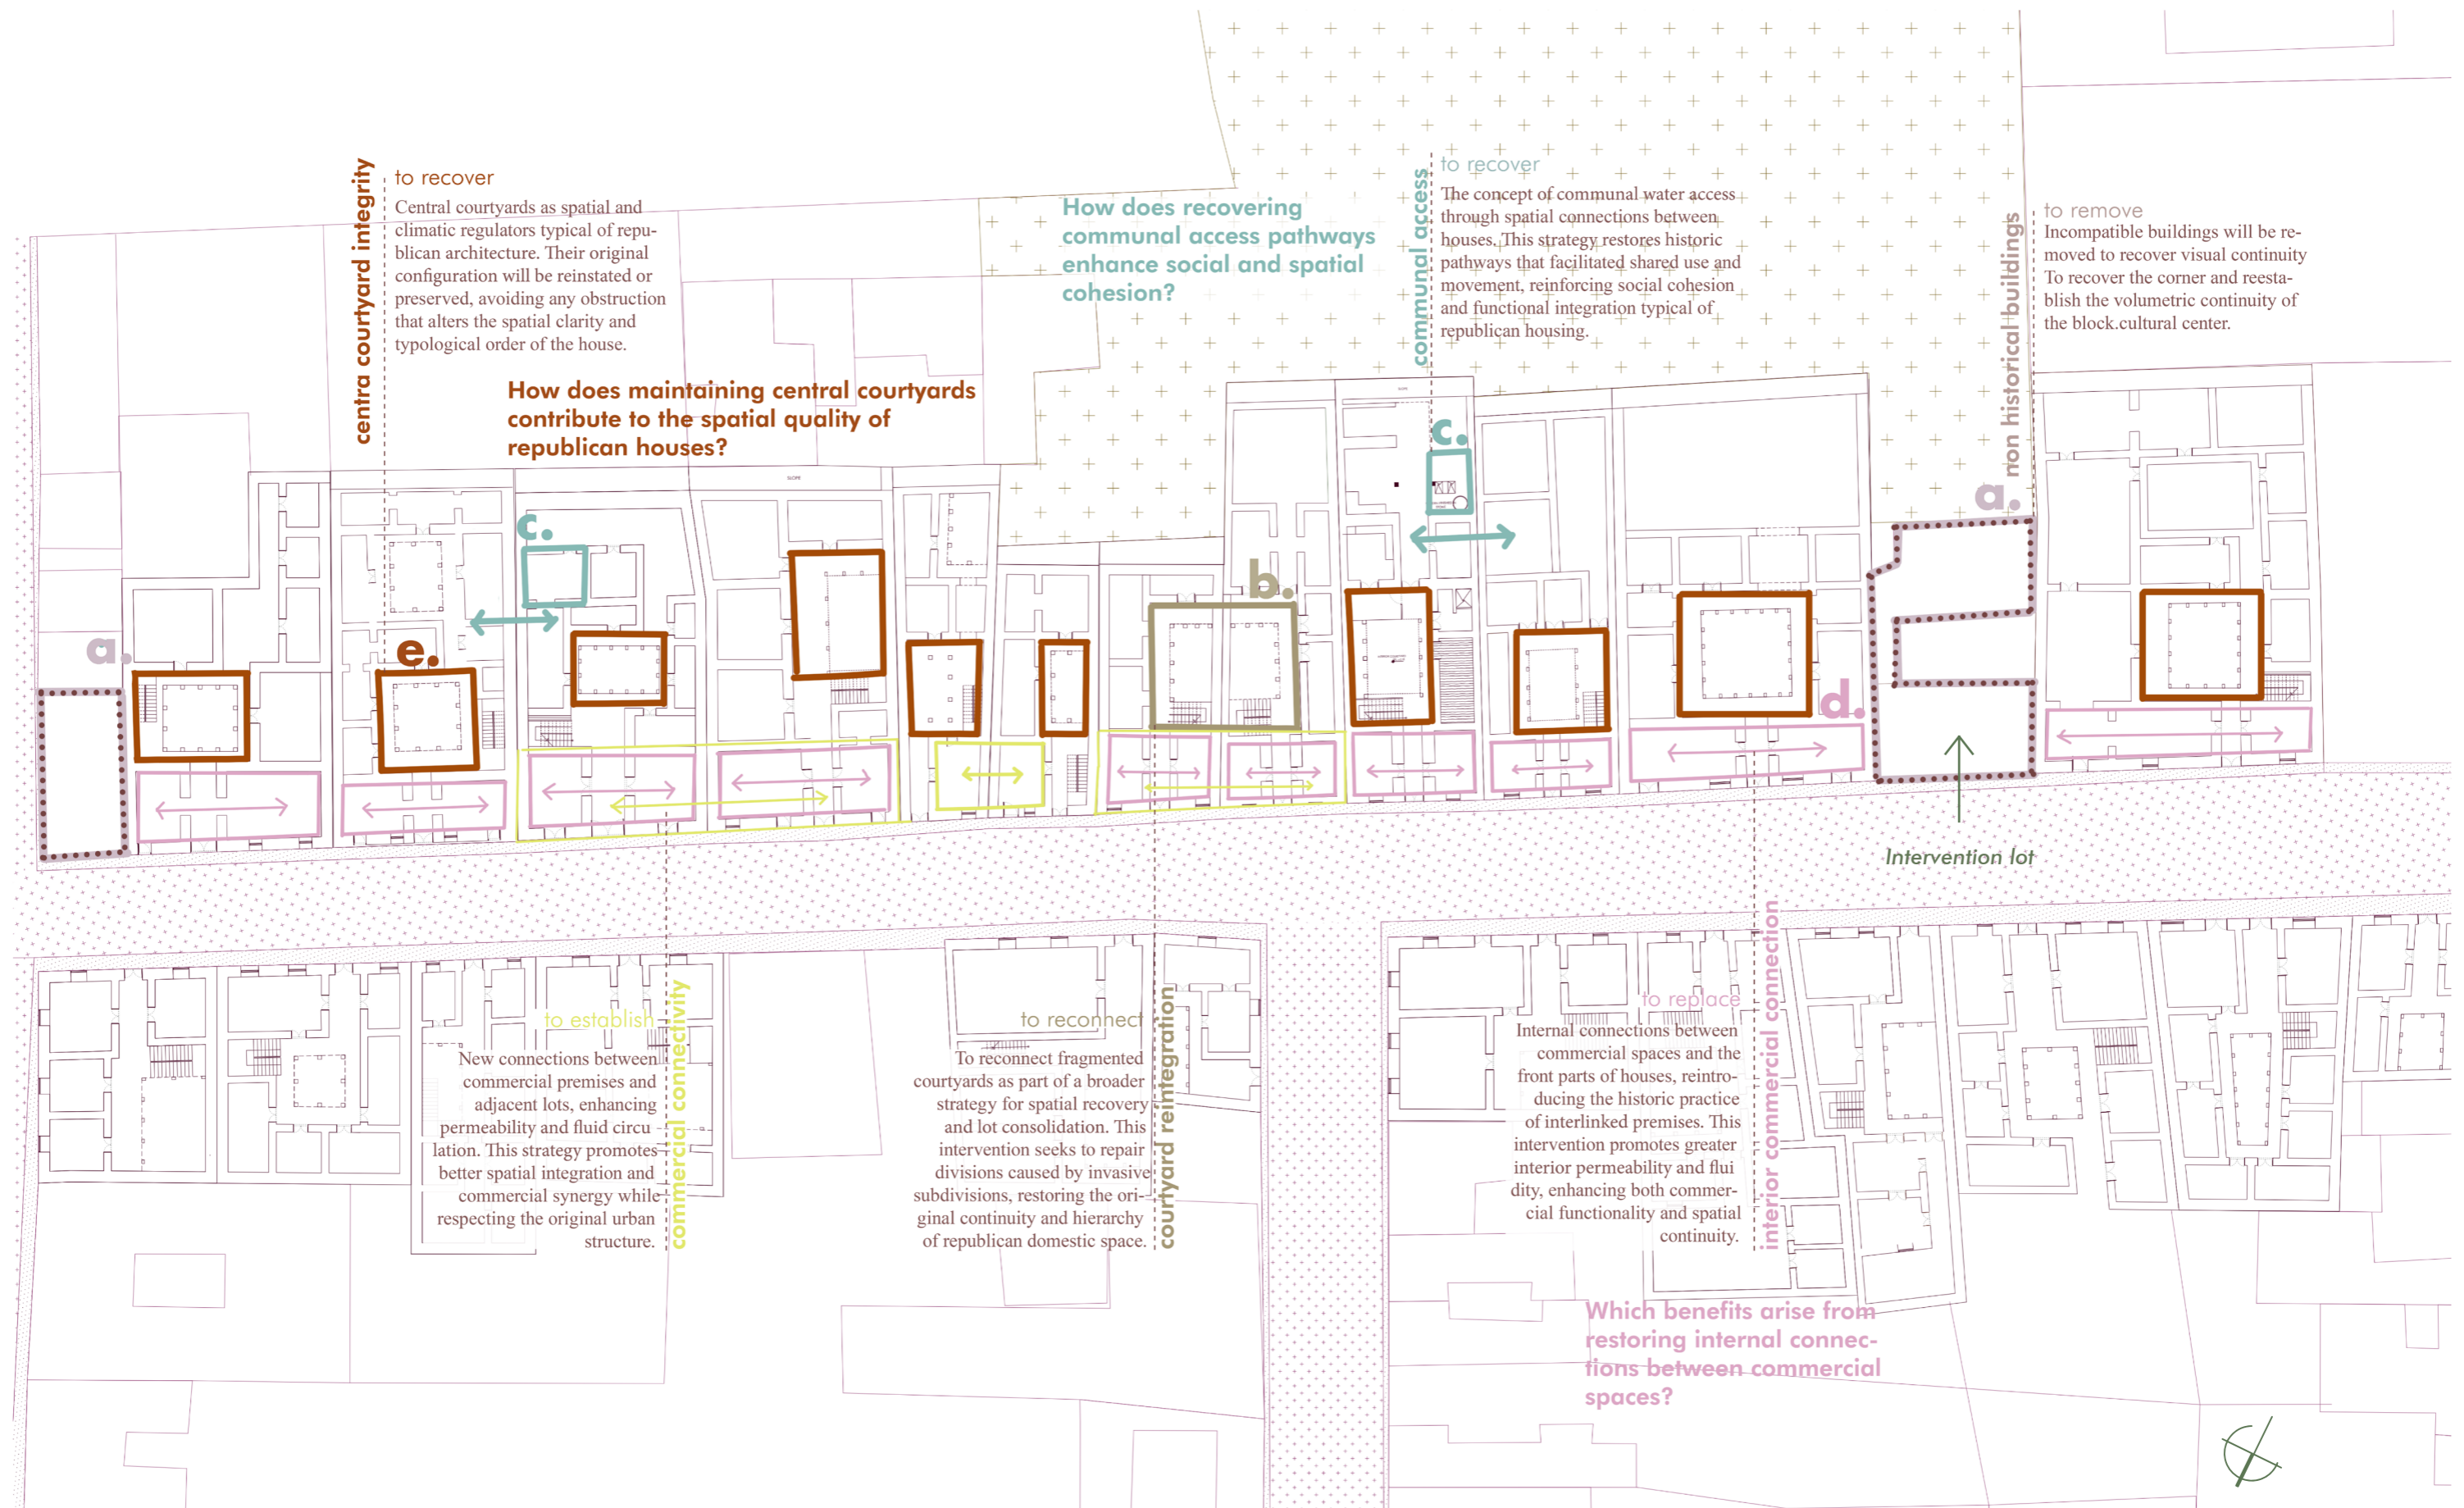 centra courtyard integrity
to recover
Central courtyards as spatial and
climatic regulators typical of repu-
blican architecture. Their original
configuration will be reinstated or
preserved, avoiding any obstruction
that alters the spatial clarity and
typological order of the house.
How does maintaining central courtyards
contribute to the spatial quality of
republican houses?
How does recovering
communal access pathways
enhance social and spatial
cohesion?
communal access
to recover
The concept of communal water access
through spatial connections between
houses. This strategy restores historic
pathways that facilitated shared use and
movement, reinforcing social cohesion
and functional integration typical of
republican housing.
non historical buildings
to remove
Incompatible buildings will be re-
moved to recover visual continuity
To recover the corner and reesta-
blish the volumetric continuity of
the block.cultural center.
SLOPE
SLOPE
c.
a.
c.
b.
a.
e.
d.
Intervention lot
to establish
New connections between
commercial premises and
adjacent lots, enhancing
permeability and fluid circu
lation. This strategy promotes
better spatial integration and
commercial synergy while
respecting the original urban
structure.
commercial connectivity
to reconnect
To reconnect fragmented
courtyards as part of a broader
strategy for spatial recovery
and lot consolidation. This
intervention seeks to repair
divisions caused by invasive
subdivisions, restoring the ori-
ginal continuity and hierarchy
of republican domestic space.
courtyard reintegration
to replace
Internal connections between
commercial spaces and the
front parts of houses, reintro-
ducing the historic practice
of interlinked premises. This
intervention promotes greater
interior permeability and flui
dity, enhancing both commer-
cial functionality and spatial
continuity.
interior commercial connection
Which benefits arise from
restoring internal connec-
tions between commercial
spaces?